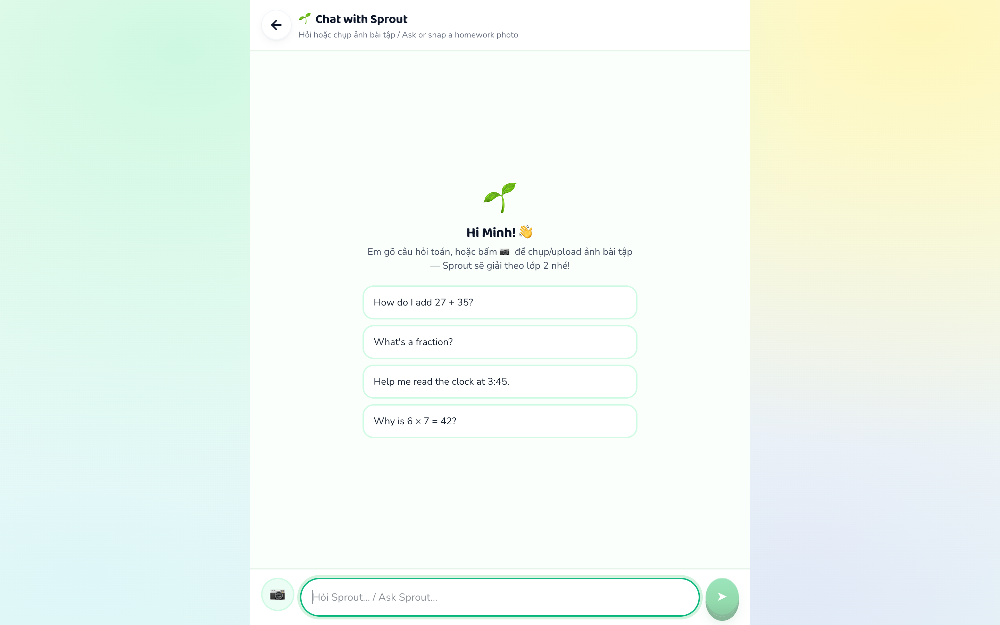 🌱 Chat with Sprout
Hỏi hoặc chụp ảnh bài tập / Ask or snap a homework photo
Hi Minh! 👋
Em gõ câu hỏi toán, hoặc bấm 📷 để chụp/upload ảnh bài tập
— Sprout sẽ giải theo lớp 2 nhé!
How do I add 27 + 35?
What's a fraction?
Help me read the clock at 3:45.
Why is 6 × 7 = 42?
Hỏi Sprout... / Ask Sprout...